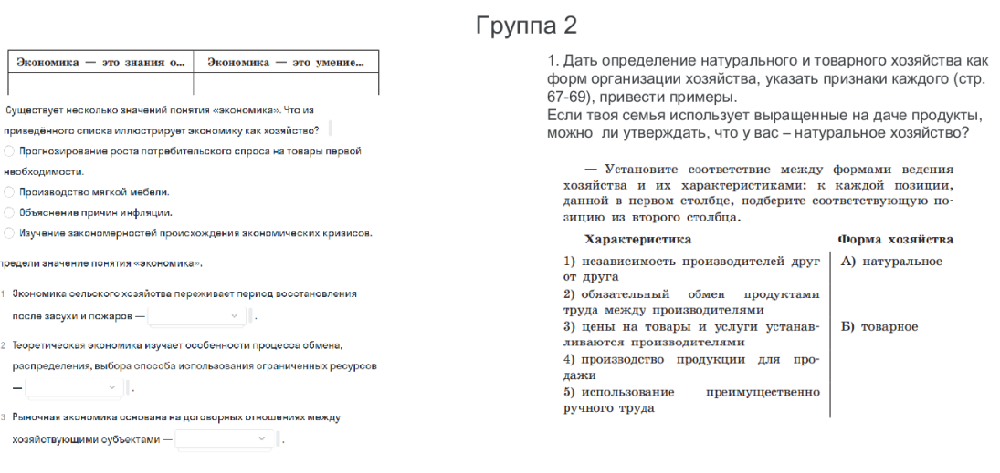 Группа 2
Экономика — это знания о... Экономика — это умение...
Существует несколько значений понятия «экономика». Что из
приведённого списка иллюстрирует экономику как хозяйство?
Прогнозирование роста потребительского спроса на товары первой
необходимости.
Производство мягкой мебели.
Объяснение причин инфляции.
Изучение закономерностей происхождения экономических кризисов.
предели значение понятия «экономика».
1 Экономика сельского хозяйства переживает период восстановления
после засухи и пожаров — .
2 Теоретическая экономика изучает особенности процесса обмена,
распределения, выбора способа использования ограниченных ресурсов
— .
3 Рыночная экономика основана на договорных отношениях между
хозяйствующими субъектами — .
1. Дать определение натурального и товарного хозяйства как
форм организации хозяйства, указать признаки каждого (стр.
67-69), привести примеры.
Если твоя семья использует выращенные на даче продукты,
можно ли утверждать, что у вас – натуральное хозяйство?
— Установите соответствие между формами ведения
хозяйства и их характеристиками: к каждой позиции,
данной в первом столбце, подберите соответствующую по-
зицию из второго столбца.
Характеристика Форма хозяйства
1) независимость производителей друг А) натуральное
от друга
2) обязательный обмен продуктами
труда между производителями
3) цены на товары и услуги устанав- Б) товарное
ливаются производителями
4) производство продукции для про-
дажи
5) использование преимущественно
ручного труда